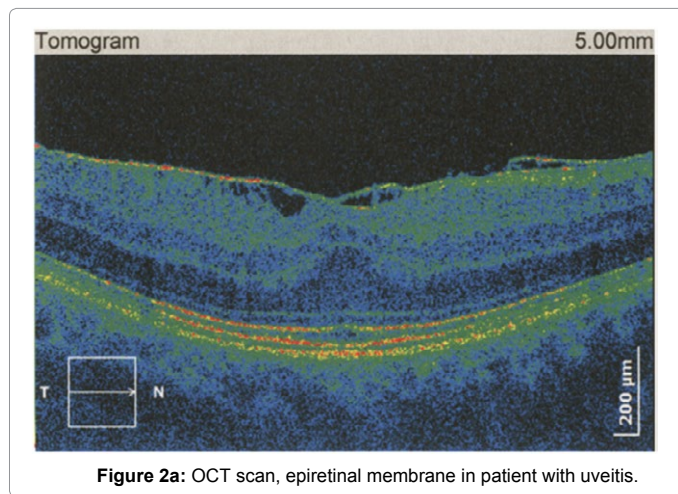 Tomogram 5.00mm
T N
200 µm
Figure 2a: OCT scan, epiretinal membrane in patient with uveitis.